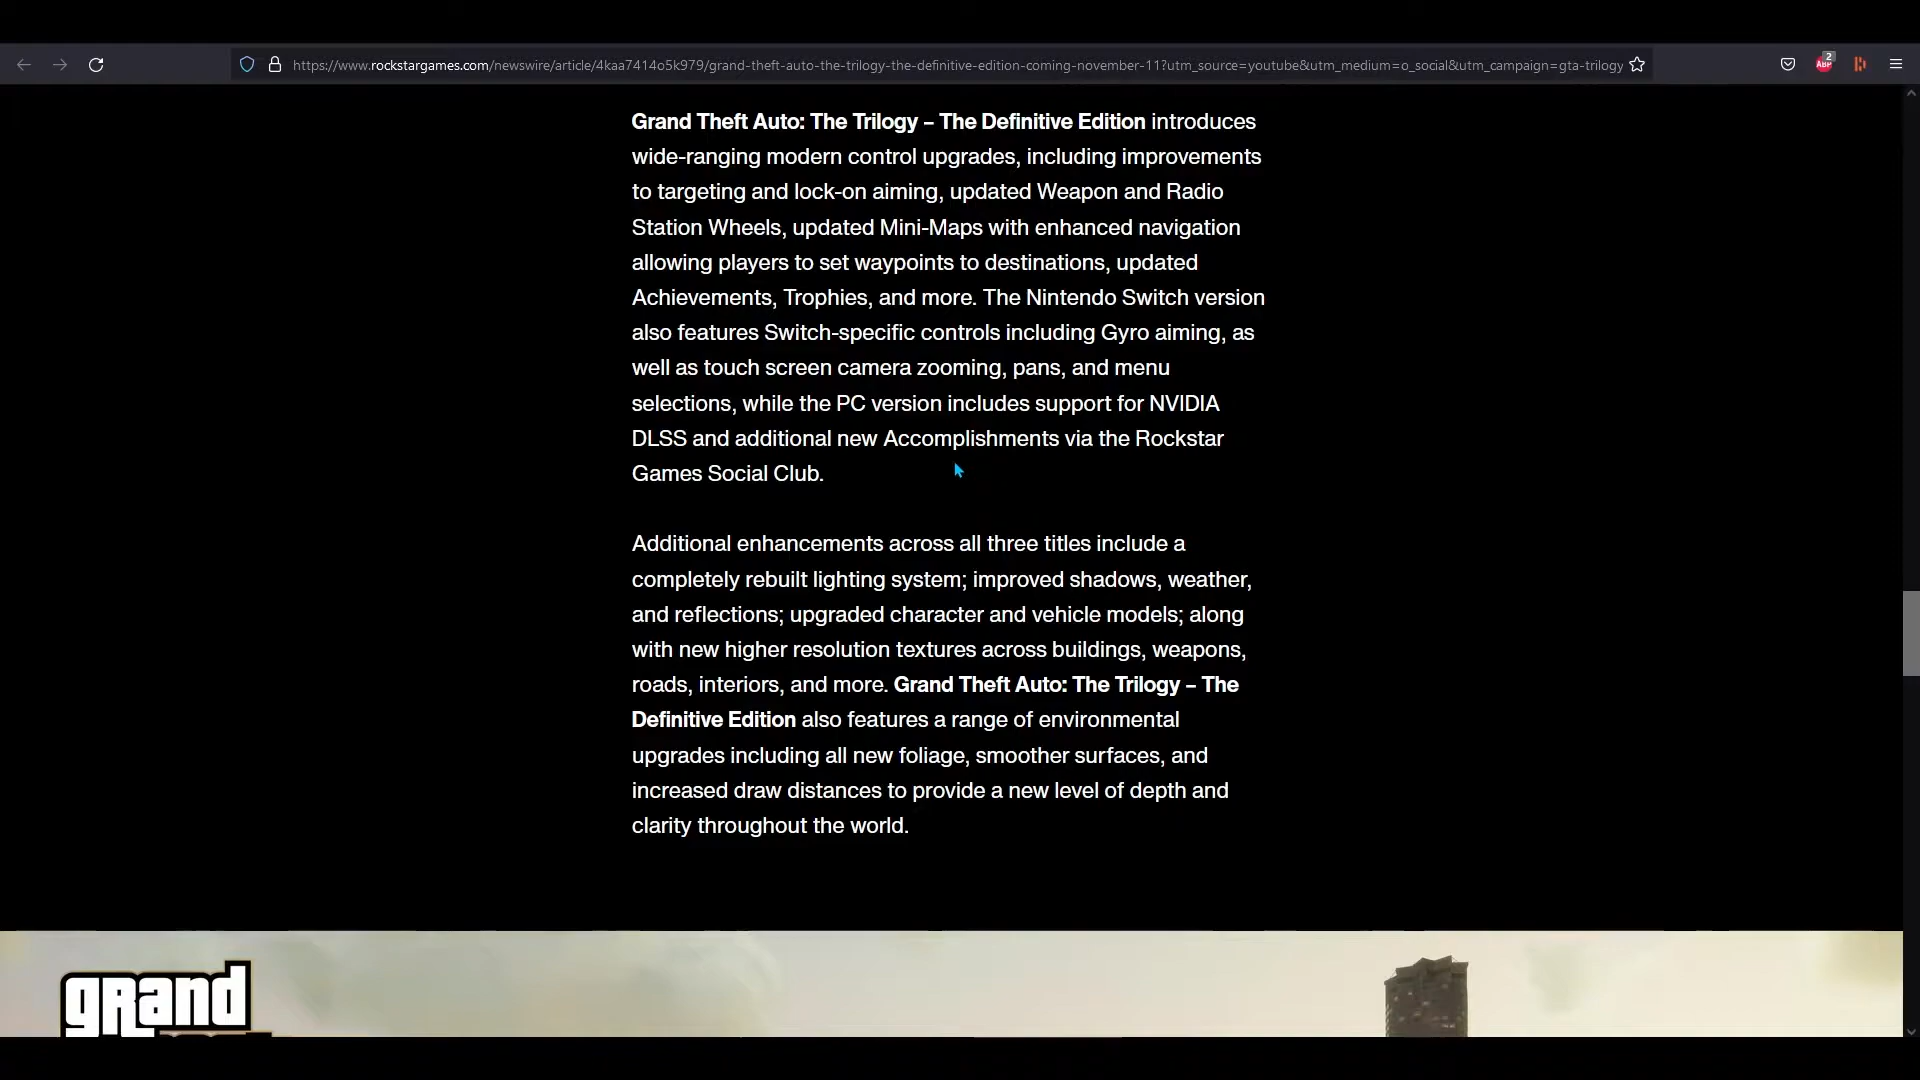 https://www.rockstargames.com/newswire/article/4kaa7414o5k979/grand-theft-auto-the-trilogy-the-definitive-edition-coming-november-11?utm_source=youtube&utm_medium=o_social&utm_campaign=gta-trilogy
2
ABP
Grand Theft Auto: The Trilogy – The Definitive Edition introduces
wide-ranging modern control upgrades, including improvements
to targeting and lock-on aiming, updated Weapon and Radio
Station Wheels, updated Mini-Maps with enhanced navigation
allowing players to set waypoints to destinations, updated
Achievements, Trophies, and more. The Nintendo Switch version
also features Switch-specific controls including Gyro aiming, as
well as touch screen camera zooming, pans, and menu
selections, while the PC version includes support for NVIDIA
DLSS and additional new Accomplishments via the Rockstar
Games Social Club.
Additional enhancements across all three titles include a
completely rebuilt lighting system; improved shadows, weather,
and reflections; upgraded character and vehicle models; along
with new higher resolution textures across buildings, weapons,
roads, interiors, and more. Grand Theft Auto: The Trilogy – The
Definitive Edition also features a range of environmental
upgrades including all new foliage, smoother surfaces, and
increased draw distances to provide a new level of depth and
clarity throughout the world.
grand